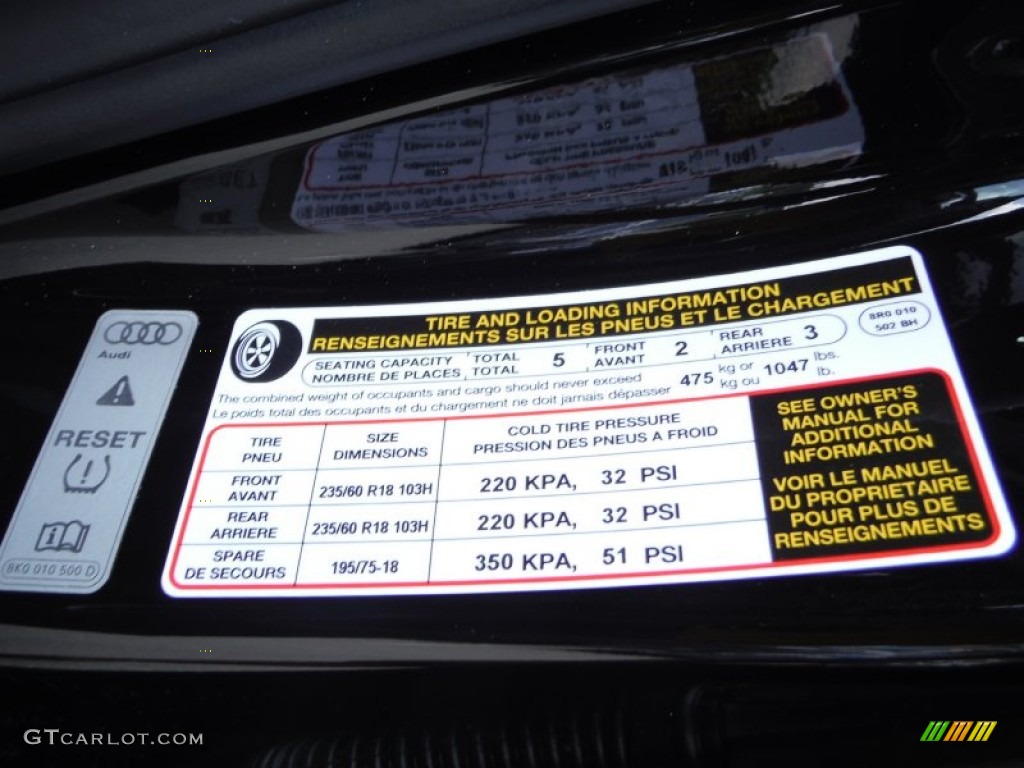 Audi
RESET
8K0 010 500 D
TIRE AND LOADING INFORMATION
RENSEIGNEMENTS SUR LES PNEUS ET LE CHARGEMENT
8R0 010
502 BH
SEATING CAPACITY TOTAL 5 FRONT 2 REAR 3
NOMBRE DE PLACES TOTAL AVANT ARRIERE
The combined weight of occupants and cargo should never exceed 475 kg or 1047 lbs.
Le poids total des occupants et du chargement ne doit jamais dépasser kg ou lb.
TIRE SIZE COLD TIRE PRESSURE
PNEU DIMENSIONS PRESSION DES PNEUS A FROID
FRONT
AVANT 235/60 R18 103H 220 KPA, 32 PSI
REAR
ARRIERE 235/60 R18 103H 220 KPA, 32 PSI
SPARE
DE SECOURS 195/75-18 350 KPA, 51 PSI
SEE OWNER'S
MANUAL FOR
ADDITIONAL
INFORMATION
VOIR LE MANUEL
DU PROPRIETAIRE
POUR PLUS DE
RENSEIGNEMENTS
GTCARLOT.COM